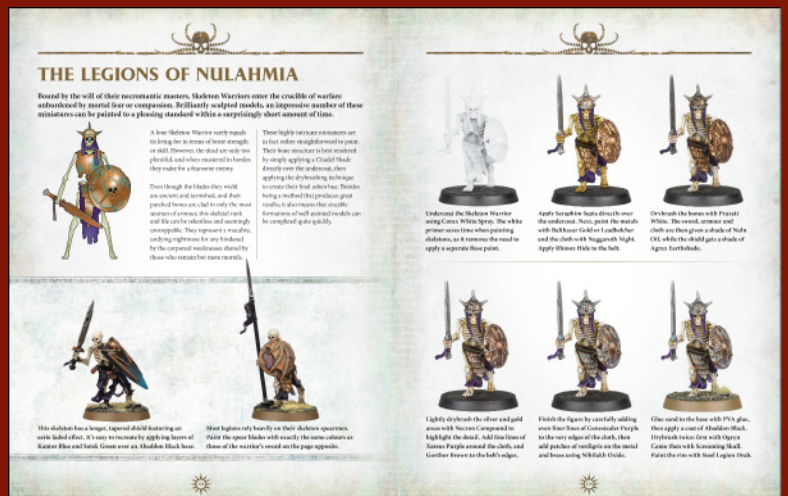 THE LEGIONS OF NULAHMIA
Bound by the will of their necromantic masters, Skeleton Warriors enter the crucible of warfare
unburdened by mortal fear or compassion. Brilliantly sculpted models, an impressive number of these
miniatures can be painted to a pleasing standard within a surprisingly short amount of time.
A lone Skeleton Warrior rarely equals
its living foe in terms of brute strength
or skill. However, the dead are only too
plentiful, and when mustered in hordes
they make for a fearsome enemy.
Even though the blades they wield
are ancient and tarnished, and their
parched bones are clad in only the most
spartan of armour, this skeletal rank
and file can be relentless and seemingly
unstoppable. They represent a macabre,
undying nightmare for any hindered
by the corporeal weaknesses shared by
those who remain but mere mortals.
These highly intricate miniatures are
in fact rather straightforward to paint.
Their bone structure is best rendered
by simply applying a Citadel Shade
directly over the undercoat, then
applying the drybrushing technique
to create their final ashen hue. Besides
being a method that produces great
results, it also means that sizeable
formations of well painted models can
be completed quite quickly.
This skeleton has a longer, tapered shield featuring an
eerie faded effect. It's easy to recreate by applying layers of
Kantor Blue and Sotek Green over an Abaddon Black base.
Most legions rely heavily on their skeleton spearmen.
Paint the spear blades with exactly the same colours as
those of the warrior's sword on the page opposite.
Undercoat the Skeleton Warrior
using Corax White Spray. The white
primer saves time when painting
skeletons, as it removes the need to
apply a separate Base paint.
Apply Seraphim Sepia directly over
the undercoat. Next, paint the metals
with Balthasar Gold or Leadbelcher
and the cloth with Naggaroth Night.
Apply Rhinox Hide to the belt.
Drybrush the bones with Praxeti
White. The sword, armour and
cloth are then given a shade of Nuln
Oil, while the shield gets a shade of
Agrax Earthshade.
Lightly drybrush the silver and gold
areas with Necron Compound to
highlight the detail. Add fine lines of
Xereus Purple around the cloth, and
Gorthor Brown to the belt's edges.
Finish the figure by carefully adding
even finer lines of Genestealer Purple
to the very edges of the cloth, then
add patches of verdigris on the metal
and brass using Nihilakh Oxide.
Glue sand to the base with PVA glue,
then apply a coat of Abaddon Black.
Drybrush twice: first with Ogryn
Camo then with Screaming Skull.
Paint the rim with Steel Legion Drab.